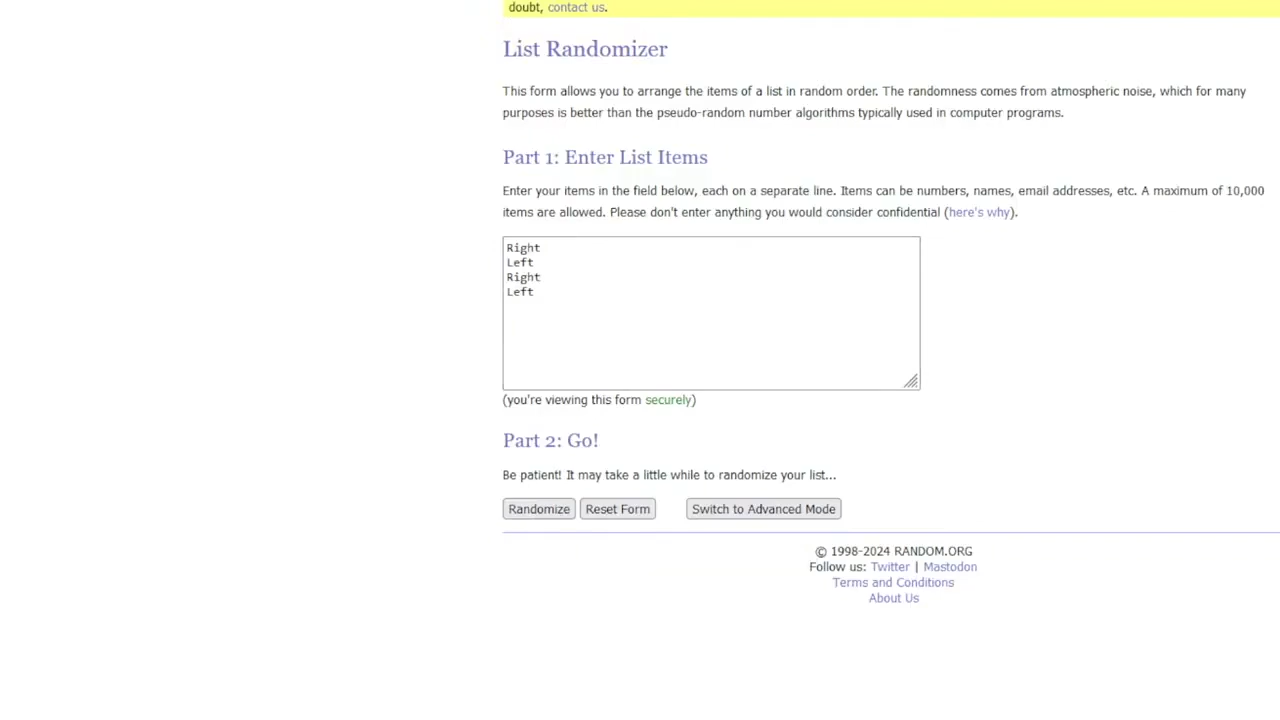 doubt, contact us.
List Randomizer
This form allows you to arrange the items of a list in random order. The randomness comes from atmospheric noise, which for many
purposes is better than the pseudo-random number algorithms typically used in computer programs.
Part 1: Enter List Items
Enter your items in the field below, each on a separate line. Items can be numbers, names, email addresses, etc. A maximum of 10,000
items are allowed. Please don't enter anything you would consider confidential (here's why).
Right
Left
Right
Left
(you're viewing this form securely)
Part 2: Go!
Be patient! It may take a little while to randomize your list...
Randomize Reset Form Switch to Advanced Mode
© 1998-2024 RANDOM.ORG
Follow us: Twitter | Mastodon
Terms and Conditions
About Us